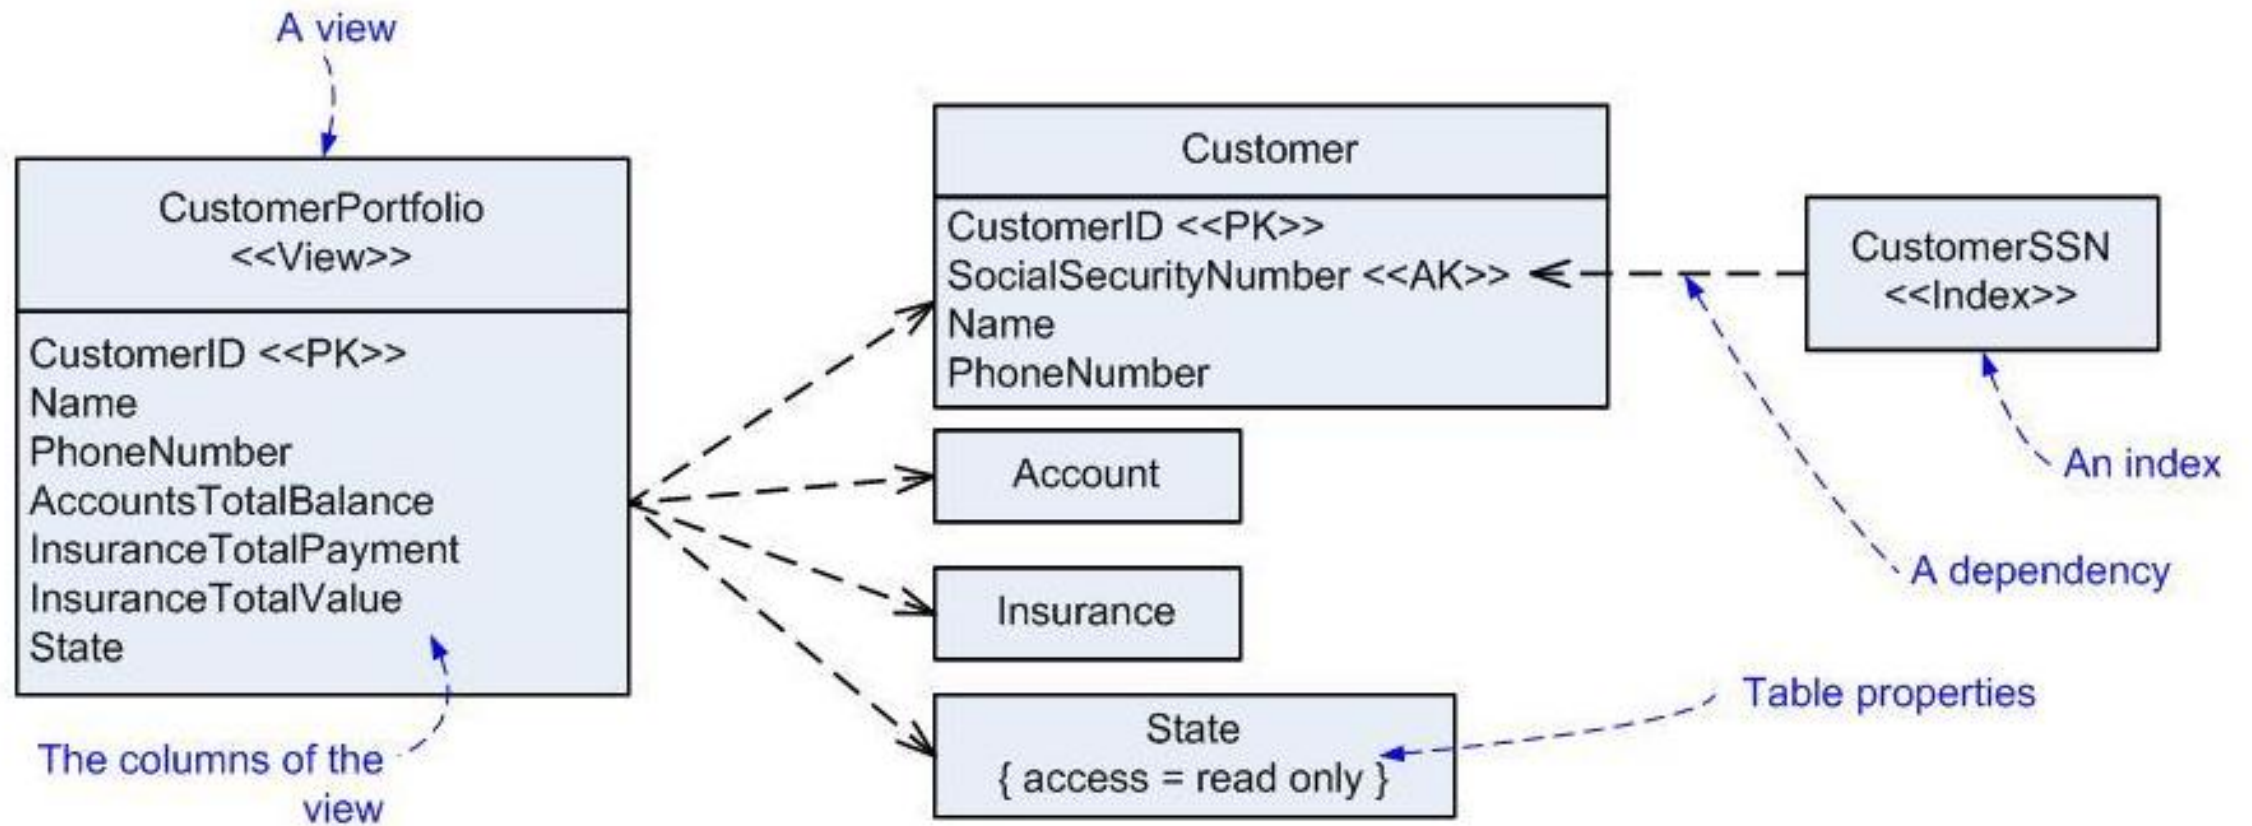 A view
CustomerPortfolio
<<View>>
CustomerID <<PK>>
Name
PhoneNumber
AccountsTotalBalance
InsuranceTotalPayment
InsuranceTotalValue
State
The columns of the
view
Customer
CustomerID <<PK>>
SocialSecurityNumber <<AK>>
Name
PhoneNumber
Account
Insurance
State
{ access = read only }
CustomerSSN
<<Index>>
An index
A dependency
Table properties